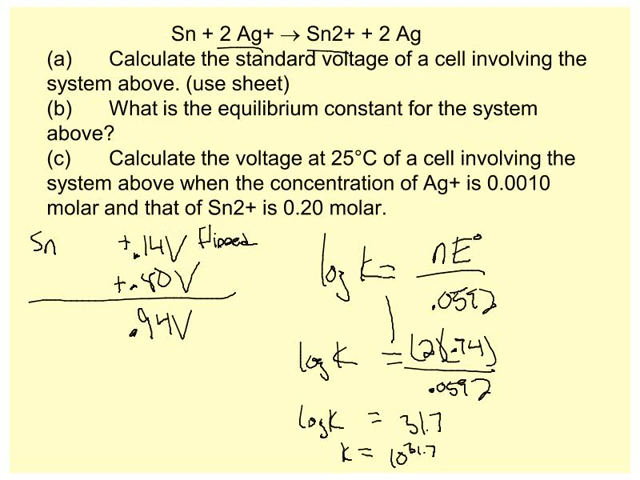 Sn + 2 Ag+ → Sn2+ + 2 Ag
(a) Calculate the standard voltage of a cell involving the
system above. (use sheet)
(b) What is the equilibrium constant for the system
above?
(c) Calculate the voltage at 25°C of a cell involving the
system above when the concentration of Ag+ is 0.0010
molar and that of Sn2+ is 0.20 molar.
Sn +.14V flipped
+.80V
.94V
log K = nE°
.0592
log K = (2)(.74)
.0592
log K = 31.7
K = 10^31.7